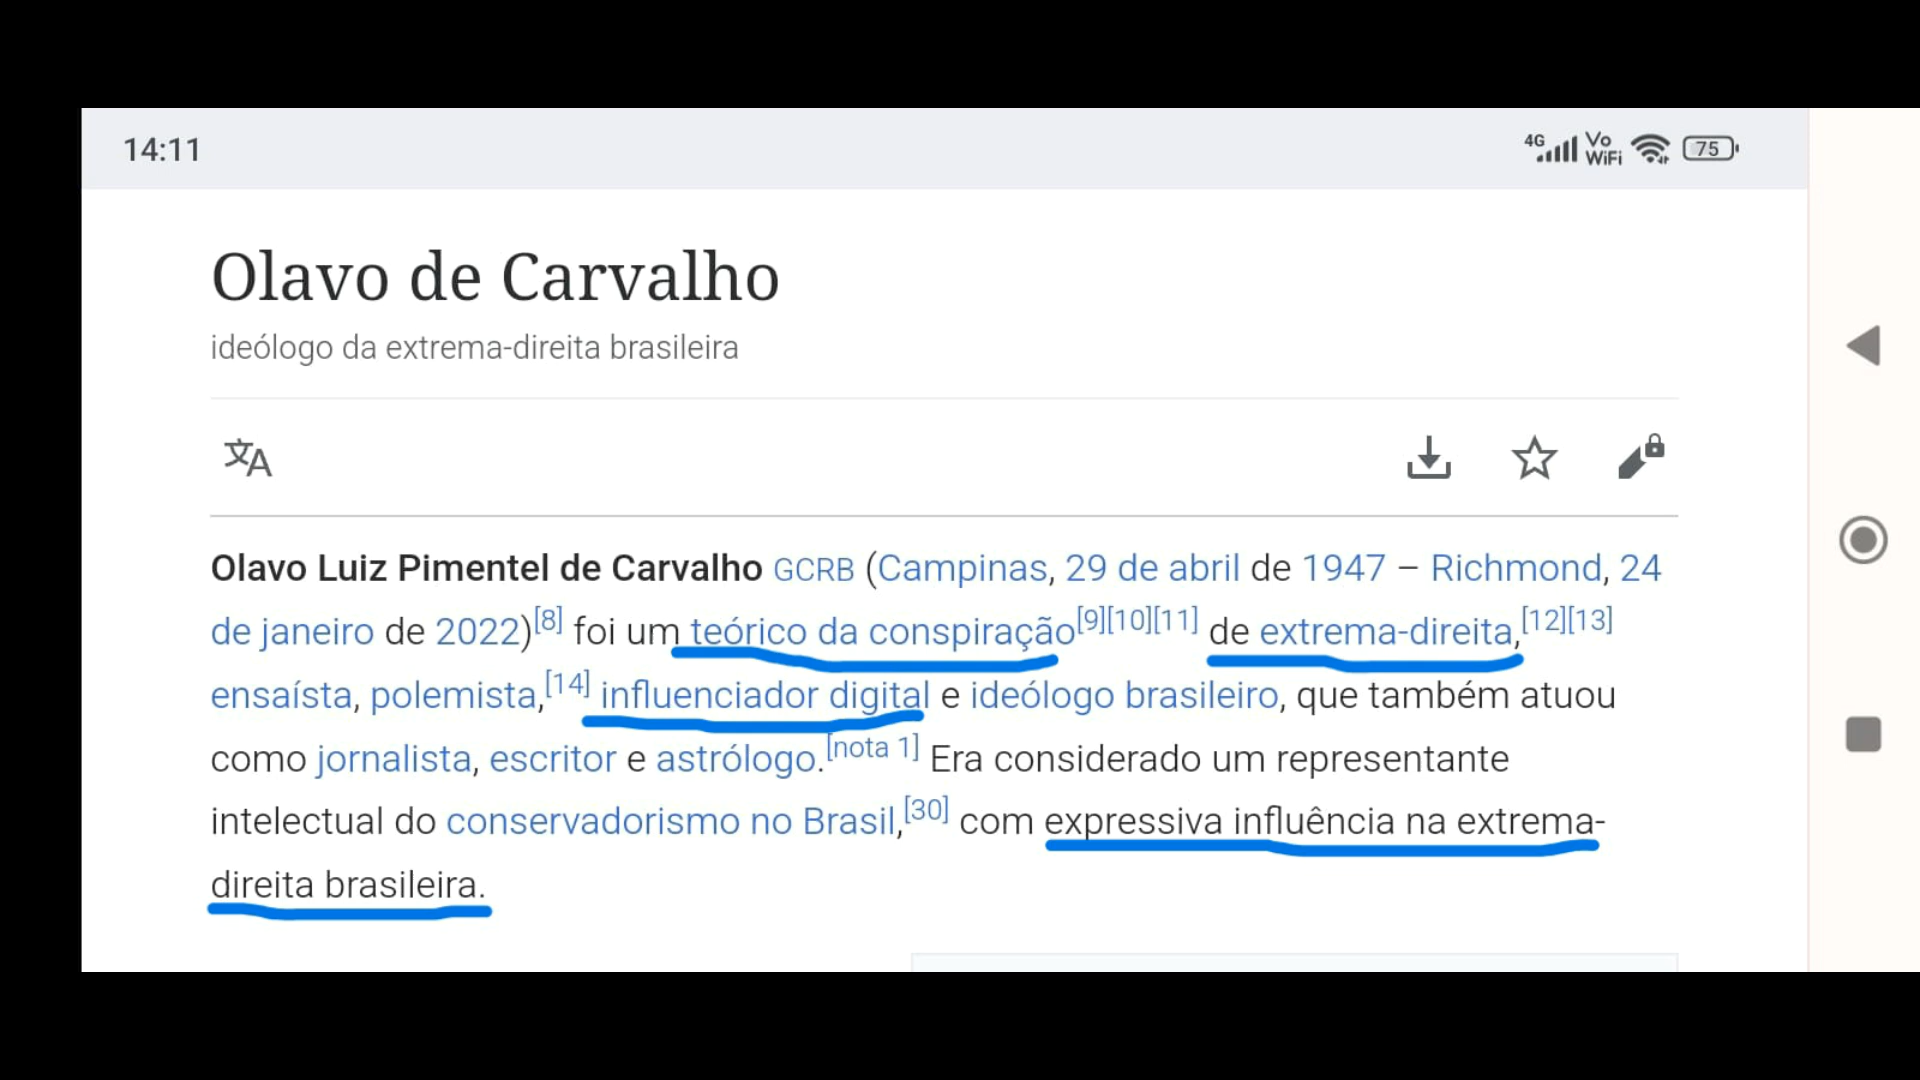 14:11 4G Vo WiFi 75
Olavo de Carvalho
ideólogo da extrema-direita brasileira
Olavo Luiz Pimentel de Carvalho GCRB (Campinas, 29 de abril de 1947 – Richmond, 24
de janeiro de 2022)[8] foi um teórico da conspiração[9][10][11] de extrema-direita,[12][13]
ensaísta, polemista,[14] influenciador digital e ideólogo brasileiro, que também atuou
como jornalista, escritor e astrólogo.[nota 1] Era considerado um representante
intelectual do conservadorismo no Brasil,[30] com expressiva influência na extrema-
direita brasileira.